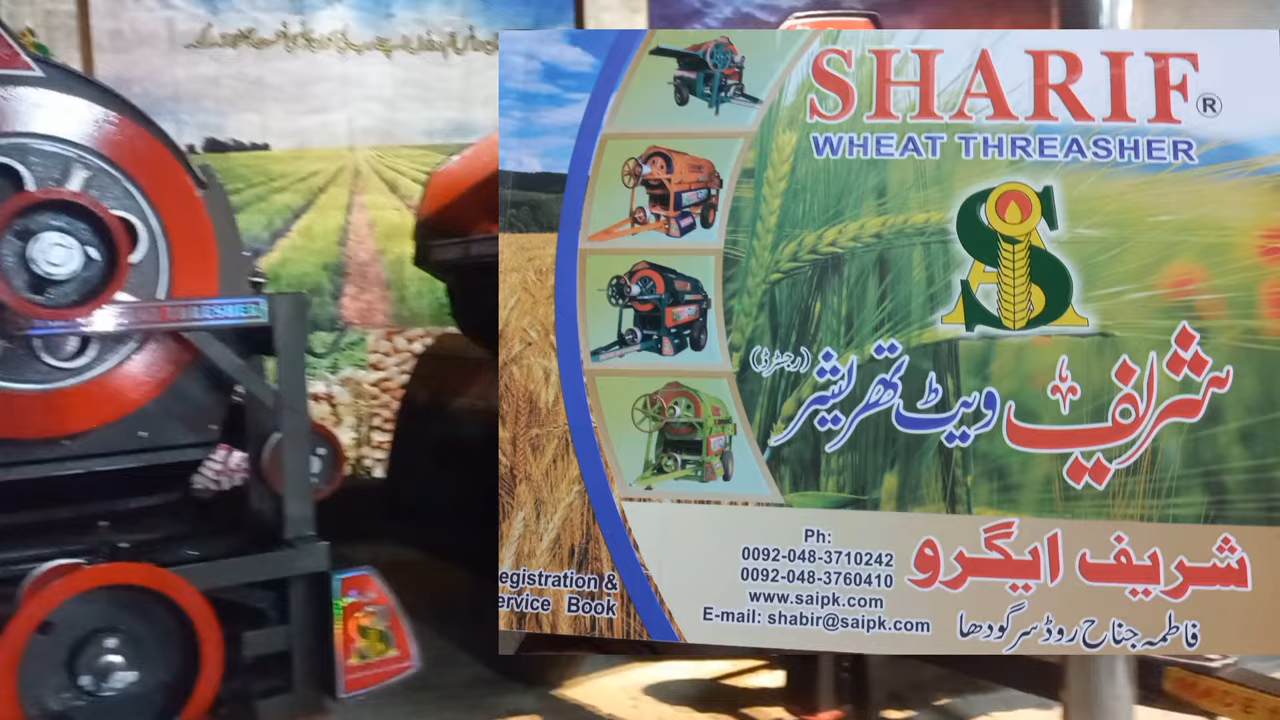 SHARIF®
WHEAT THREASHER
شریف ویٹ تھریشر (رجسٹرڈ)
شریف ایگرو
فاطمہ جناح روڈ سرگودھا
Ph:
0092-048-3710242
0092-048-3760410
www.saipk.com
E-mail: shabir@saipk.com
egistration &
ervice Book